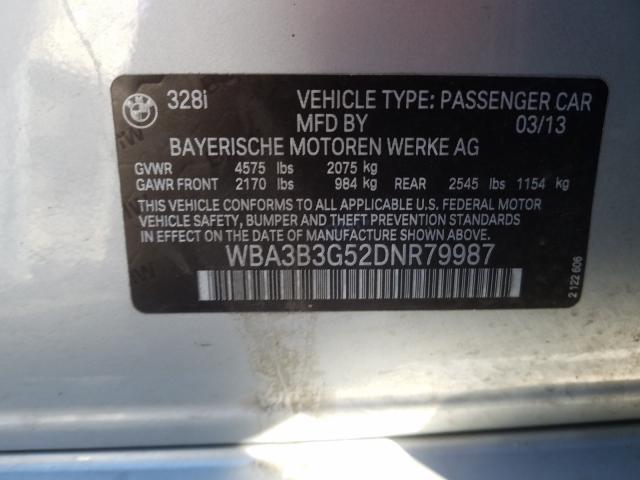 328i VEHICLE TYPE: PASSENGER CAR
MFD BY 03/13
BAYERISCHE MOTOREN WERKE AG
GVWR 4575 lbs 2075 kg
GAWR FRONT 2170 lbs 984 kg REAR 2545 lbs 1154 kg
THIS VEHICLE CONFORMS TO ALL APPLICABLE U.S. FEDERAL MOTOR
VEHICLE SAFETY, BUMPER AND THEFT PREVENTION STANDARDS
IN EFFECT ON THE DATE OF MANUFACTURE SHOWN ABOVE.
WBA3B3G52DNR79987
2 122 606